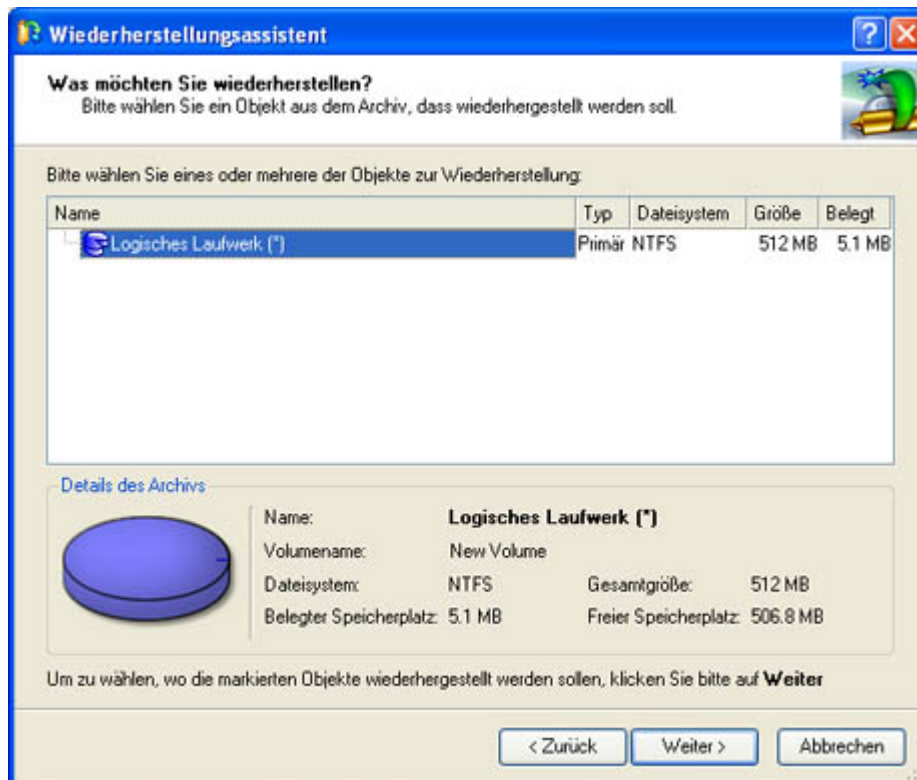 Wiederherstellungsassistent
Was möchten Sie wiederherstellen?
Bitte wählen Sie ein Objekt aus dem Archiv, dass wiederhergestellt werden soll.
Bitte wählen Sie eines oder mehrere der Objekte zur Wiederherstellung:
Name Typ Dateisystem Größe Belegt
Logisches Laufwerk (*) Primär NTFS 512 MB 5.1 MB
Details des Archivs
Name: Logisches Laufwerk (*)
Volumename: New Volume
Dateisystem: NTFS Gesamtgröße: 512 MB
Belegter Speicherplatz: 5.1 MB Freier Speicherplatz: 506.8 MB
Um zu wählen, wo die markierten Objekte wiederhergestellt werden sollen, klicken Sie bitte auf Weiter
< Zurück Weiter > Abbrechen